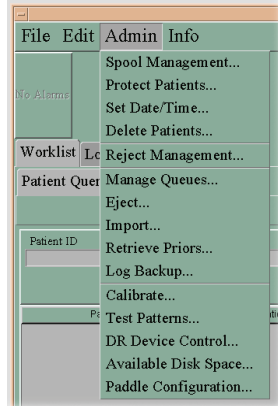 File Edit Admin Info
No Alarms
Spool Management...
Protect Patients...
Set Date/Time...
Delete Patients...
Worklist Lo
Reject Management...
Patient Quer
Manage Queues...
Eject...
Import...
Patient ID
Retrieve Priors...
Log Backup...
Calibrate...
Pa
Test Patterns...
DR Device Control...
Available Disk Space...
Paddle Configuration...